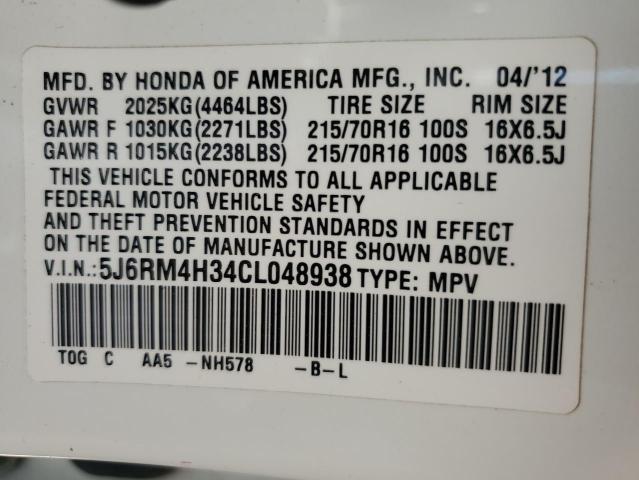 MFD. BY HONDA OF AMERICA MFG., INC. 04/'12
GVWR 2025KG(4464LBS) TIRE SIZE RIM SIZE
GAWR F 1030KG(2271LBS) 215/70R16 100S 16X6.5J
GAWR R 1015KG(2238LBS) 215/70R16 100S 16X6.5J
THIS VEHICLE CONFORMS TO ALL APPLICABLE
FEDERAL MOTOR VEHICLE SAFETY
AND THEFT PREVENTION STANDARDS IN EFFECT
ON THE DATE OF MANUFACTURE SHOWN ABOVE.
V.I.N.: 5J6RM4H34CL048938 TYPE: MPV
TOG C AA5 -NH578 -B-L